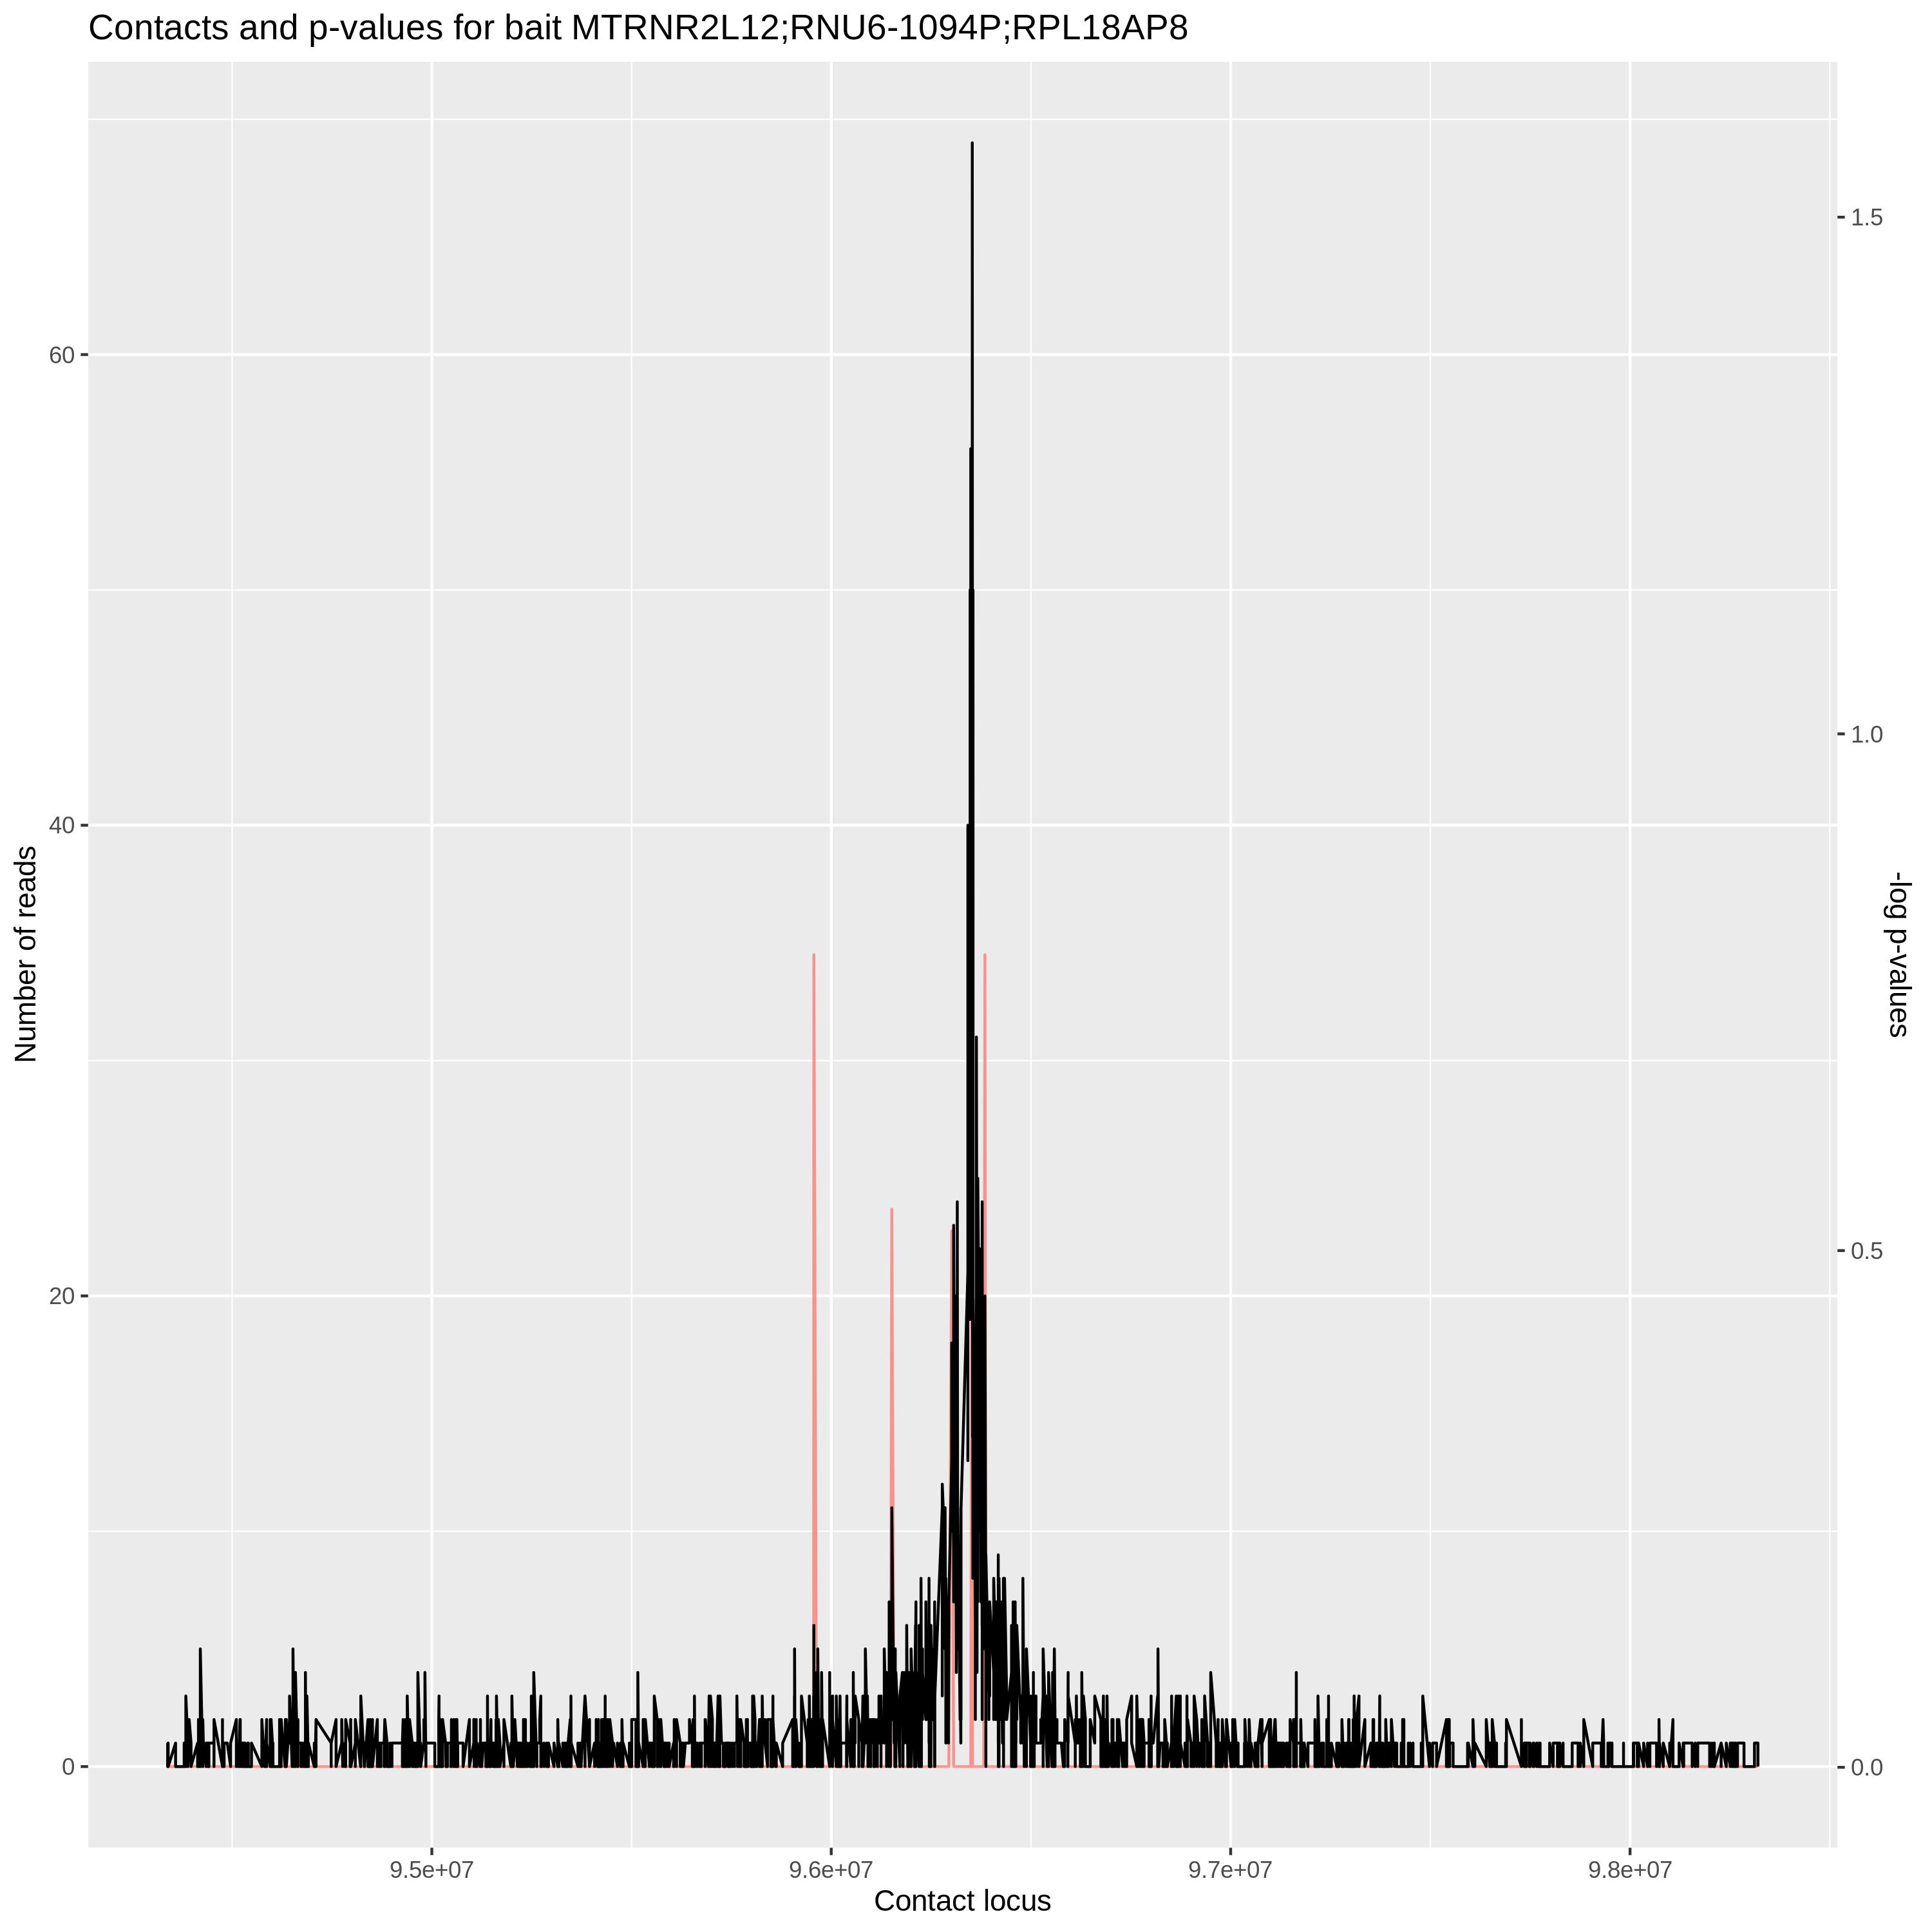 Contacts and p-values for bait MTRNR2L12;RNU6-1094P;RPL18AP8
60
40
20
0
Number of reads
1.5
1.0
0.5
0.0
-log p-values
9.5e+07
9.6e+07
9.7e+07
9.8e+07
Contact locus